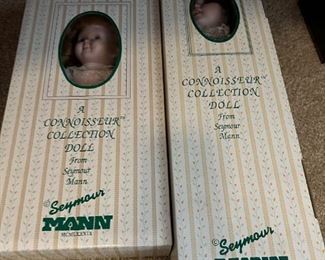 A
CONNOISSEUR™
COLLECTION
DOLL
From
Seymour
Mann
© Seymour
MANN
A
CONNOISSEUR™
COLLECTION
DOLL
From
Seymour
Mann
© Seymour